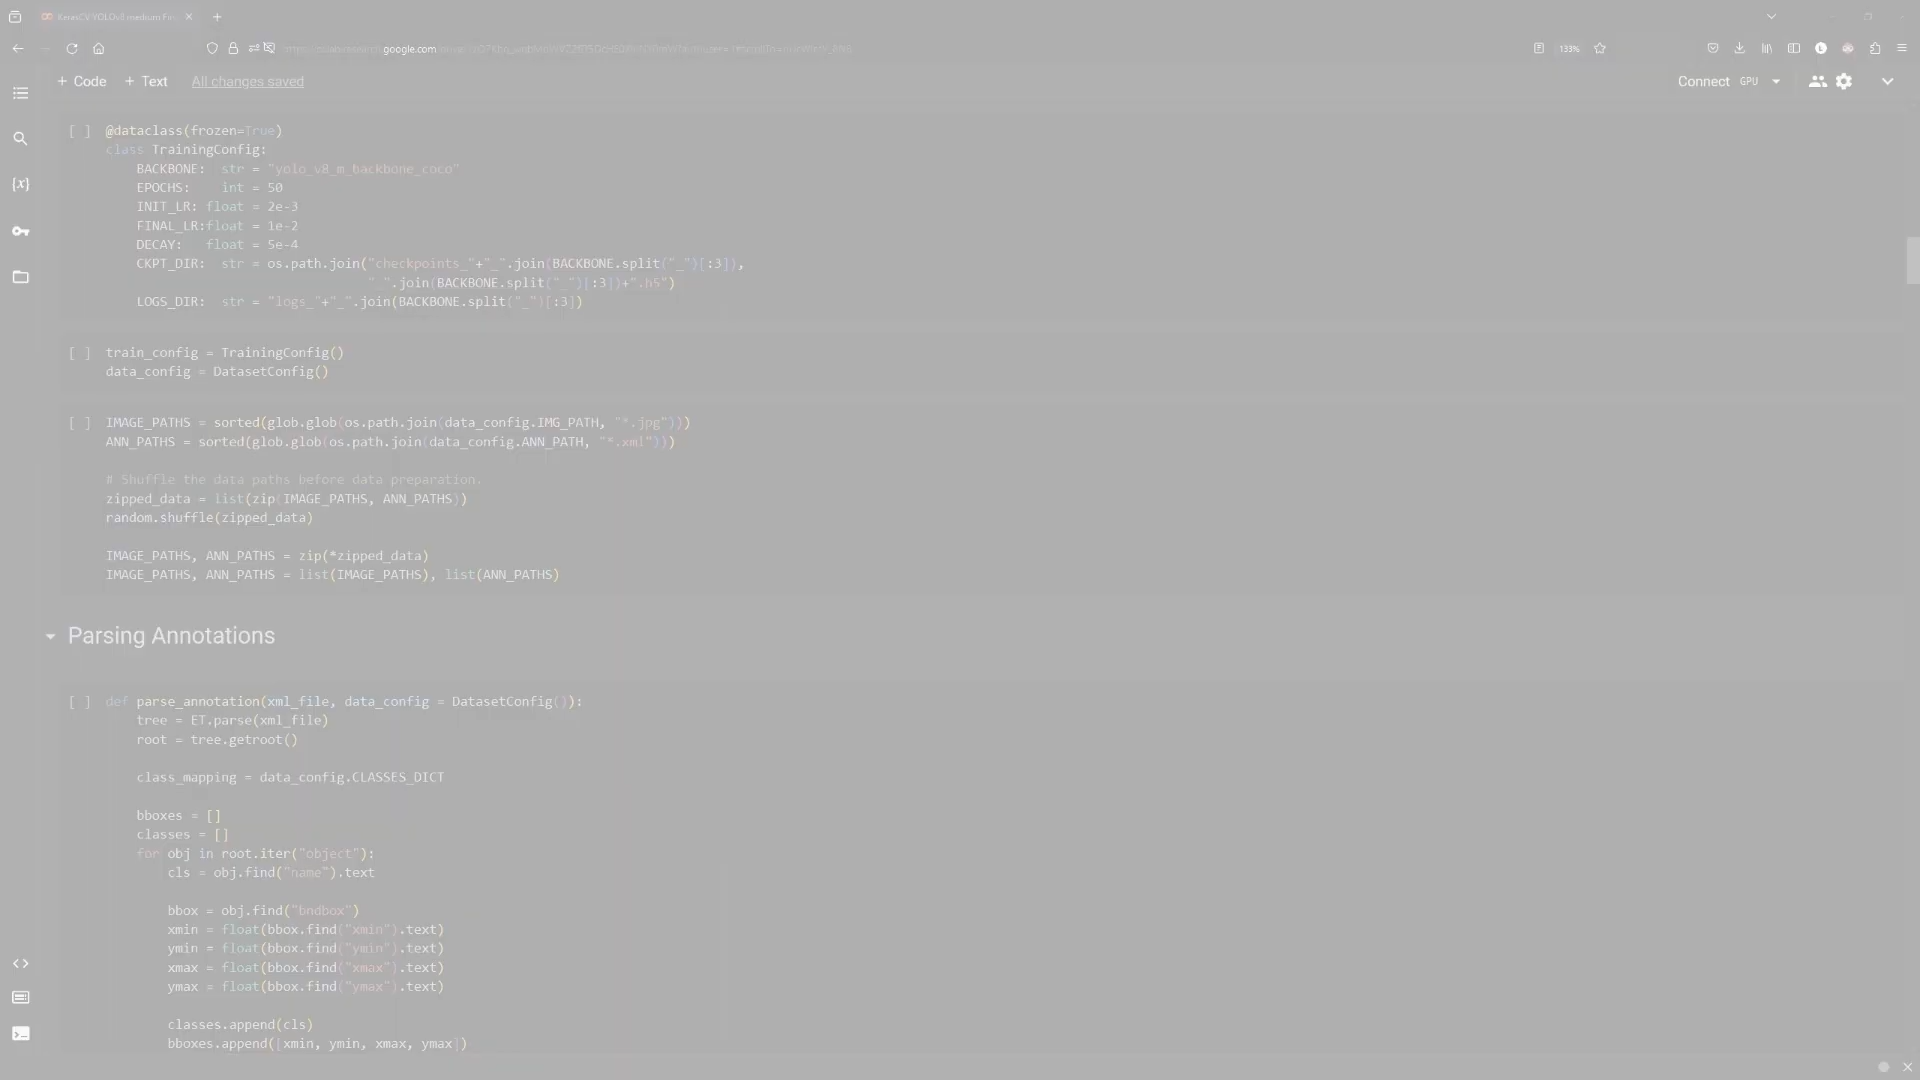 KerasCV YOLOv8 medium Fin
google.com
133%
+ Code + Text All changes saved
Connect GPU
[ ] @dataclass(frozen=True)
class TrainingConfig:
BACKBONE: str = "yolo_v8_m_backbone_coco"
EPOCHS: int = 50
INIT_LR: float = 2e-3
FINAL_LR:float = 1e-2
DECAY: float = 5e-4
CKPT_DIR: str = os.path.join("checkpoints_"+"_".join(BACKBONE.split("_")[:3]),
"_".join(BACKBONE.split("_")[:3])+".h5")
LOGS_DIR: str = "logs_"+"_".join(BACKBONE.split("_")[:3])
[ ] train_config = TrainingConfig()
data_config = DatasetConfig()
[ ] IMAGE_PATHS = sorted(glob.glob(os.path.join(data_config.IMG_PATH, "*.jpg")))
ANN_PATHS = sorted(glob.glob(os.path.join(data_config.ANN_PATH, "*.xml")))
# Shuffle the data paths before data preparation.
zipped_data = list(zip(IMAGE_PATHS, ANN_PATHS))
random.shuffle(zipped_data)
IMAGE_PATHS, ANN_PATHS = zip(*zipped_data)
IMAGE_PATHS, ANN_PATHS = list(IMAGE_PATHS), list(ANN_PATHS)
Parsing Annotations
[ ] def parse_annotation(xml_file, data_config = DatasetConfig()):
tree = ET.parse(xml_file)
root = tree.getroot()
class_mapping = data_config.CLASSES_DICT
bboxes = []
classes = []
for obj in root.iter("object"):
cls = obj.find("name").text
bbox = obj.find("bndbox")
xmin = float(bbox.find("xmin").text)
ymin = float(bbox.find("ymin").text)
xmax = float(bbox.find("xmax").text)
ymax = float(bbox.find("ymax").text)
classes.append(cls)
bboxes.append([xmin, ymin, xmax, ymax])